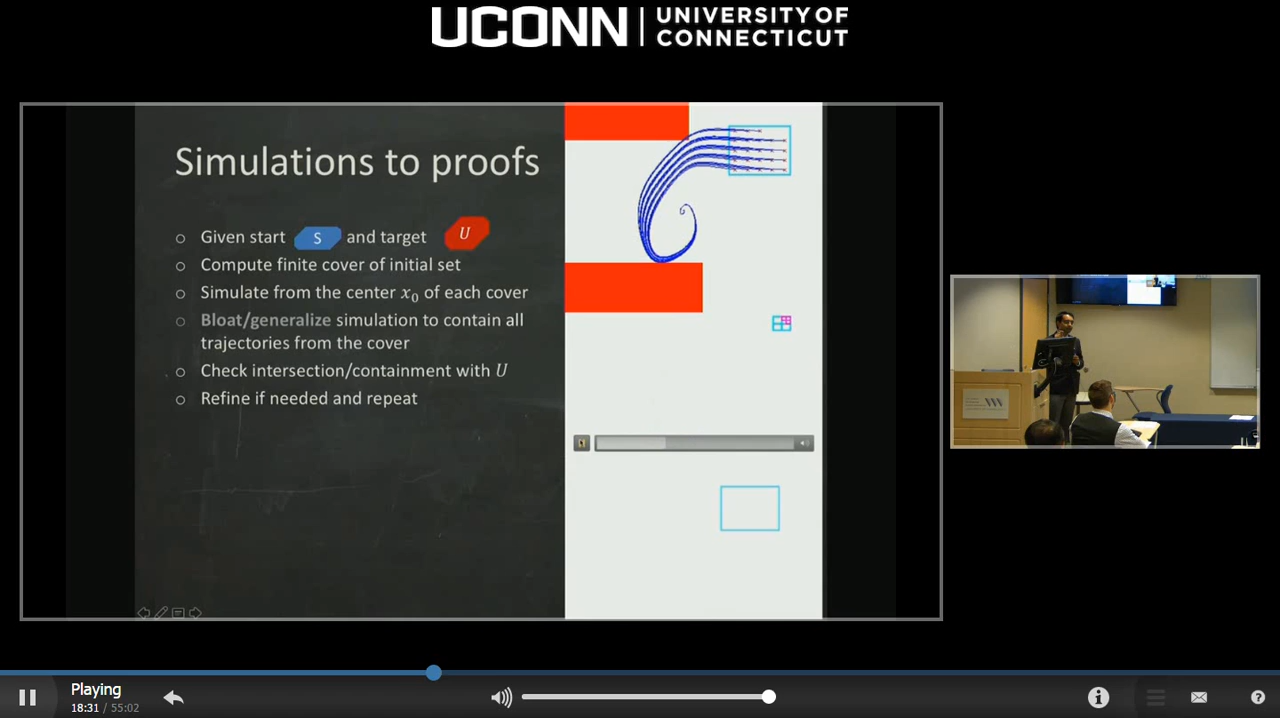 UCONN
UNIVERSITY OF
CONNECTICUT
Simulations to proofs
Given start S and target U
Compute finite cover of initial set
Simulate from the center x₀ of each cover
Bloat/generalize simulation to contain all
trajectories from the cover
Check intersection/containment with U
Refine if needed and repeat
Playing
18:31 / 55:02